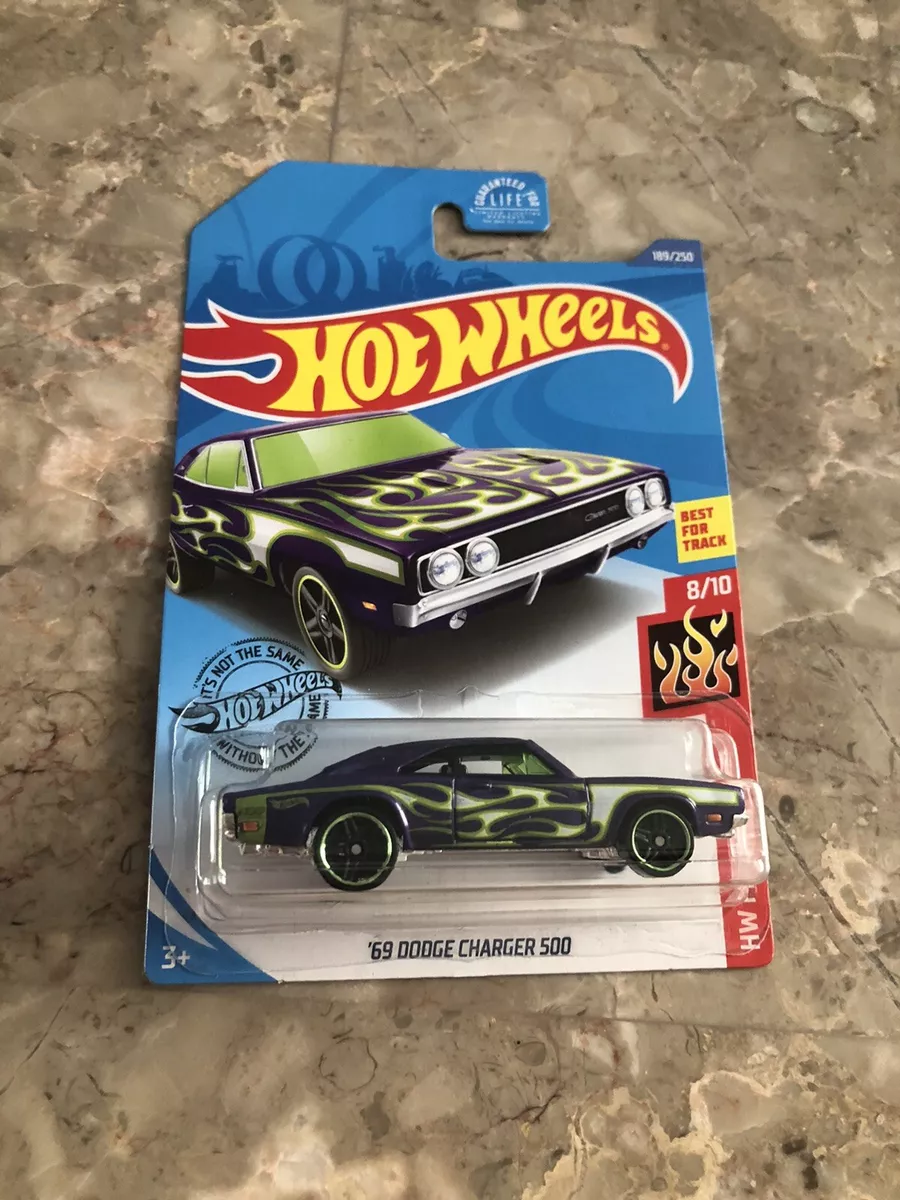 GUARANTEED FOR
LIFE
189/250
HOT WHEELS
BEST
FOR
TRACK
8/10
IT'S NOT THE SAME
HOT WHEELS
WITHOUT THE
'69 DODGE CHARGER 500
3+
HW